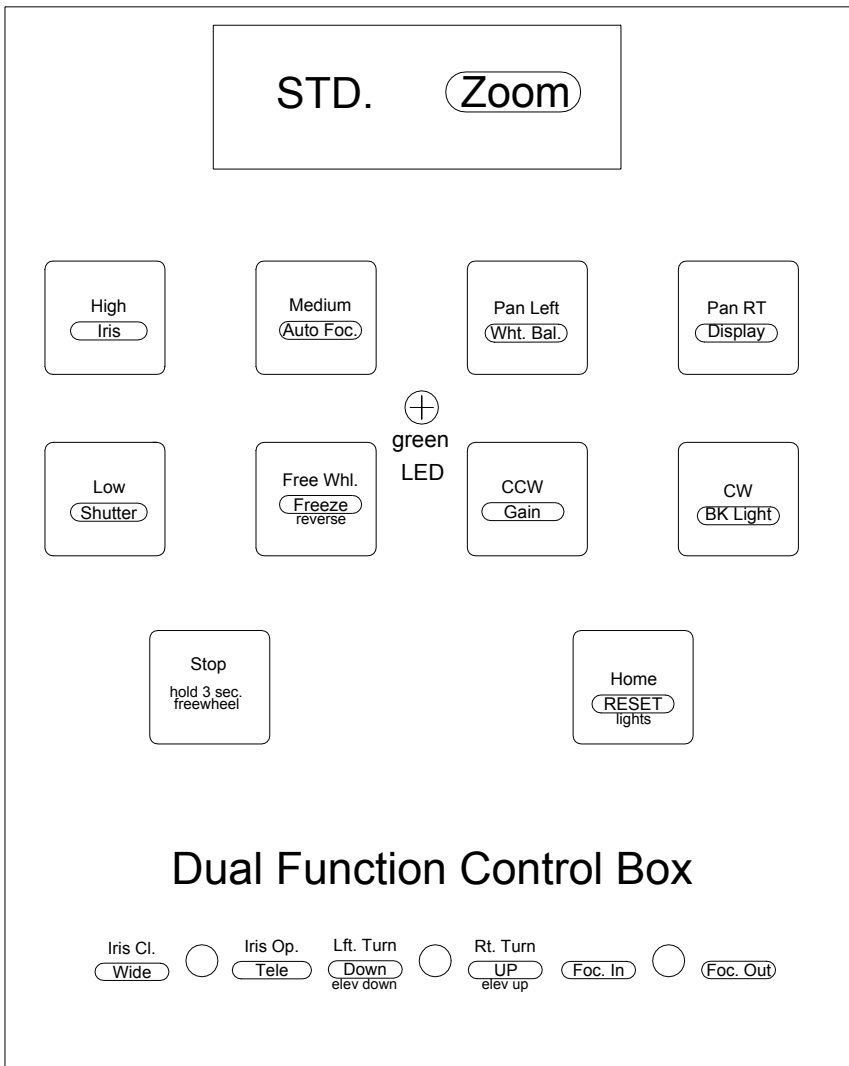 STD. Zoom
High
Iris
Medium
Auto Foc.
Pan Left
Wht. Bal.
Pan RT
Display
green
LED
Low
Shutter
Free Whl.
Freeze
reverse
CCW
Gain
CW
BK Light
Stop
hold 3 sec.
freewheel
Home
RESET
lights
Dual Function Control Box
Iris Cl.
Wide
Iris Op.
Tele
Lft. Turn
Down
elev down
Rt. Turn
UP
elev up
Foc. In
Foc. Out